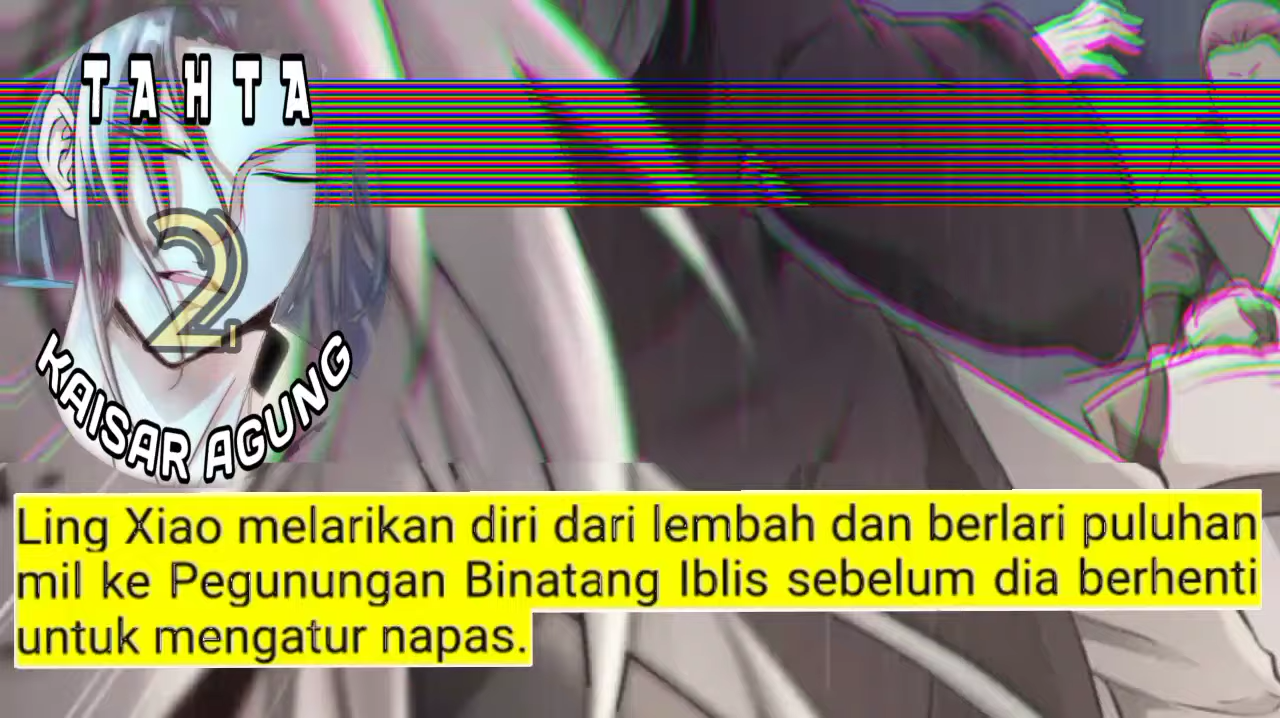 TAHTA
2
KAISAR AGUNG
Ling Xiao melarikan diri dari lembah dan berlari puluhan
mil ke Pegunungan Binatang Iblis sebelum dia berhenti
untuk mengatur napas.